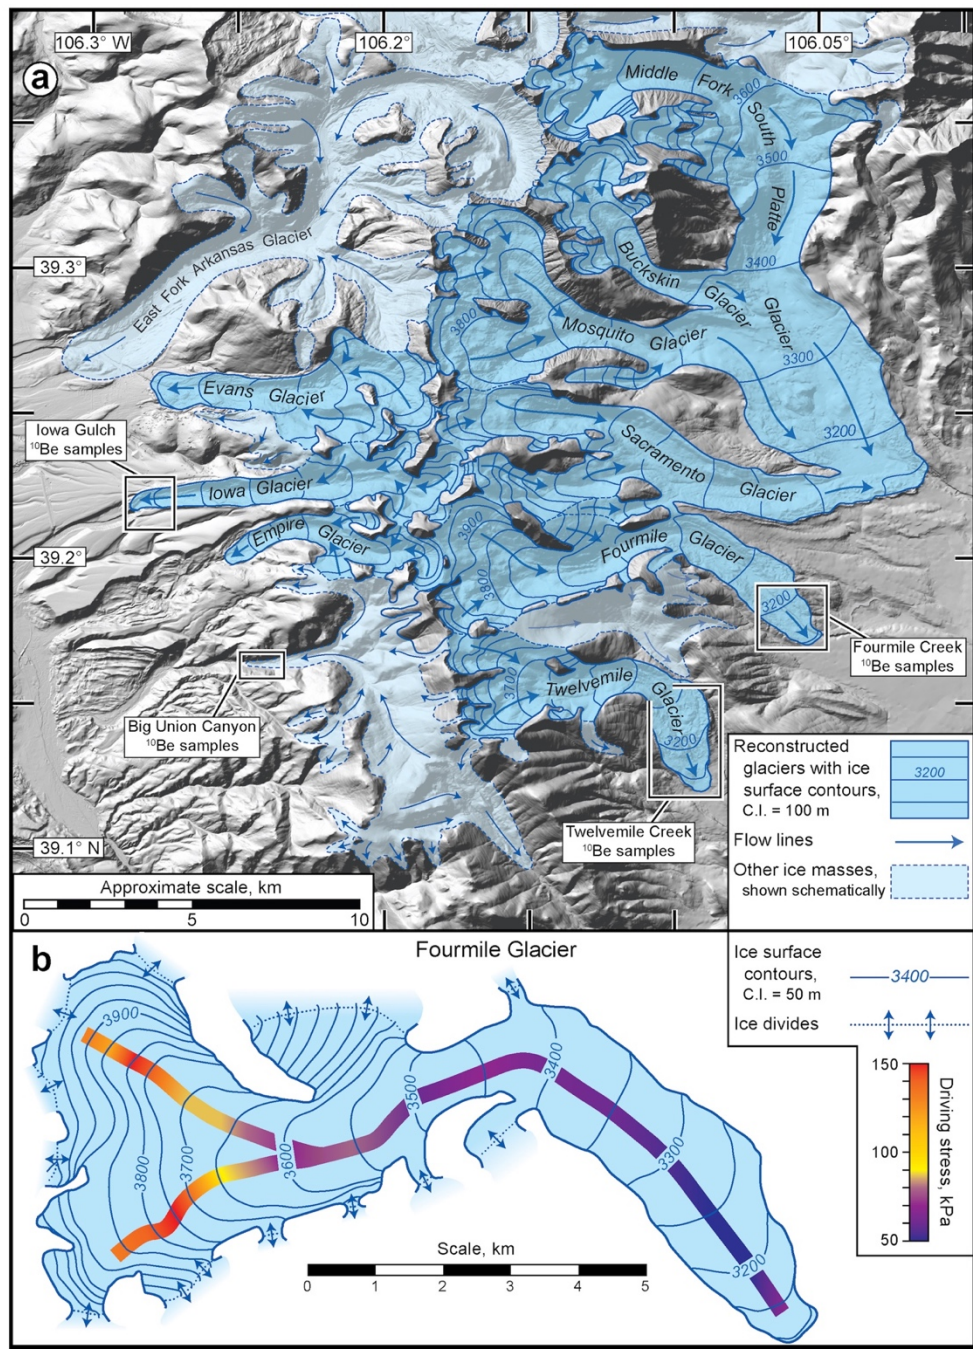 106.3° W
106.2°
106.05°
a
Middle Fork South Platte Glacier
3600
3500
3400
3300
3200
39.3°
East Fork Arkansas Glacier
Buckskin Glacier
3800
Mosquito Glacier
Evans Glacier
Iowa Gulch
¹⁰Be samples
Sacramento Glacier
Iowa Glacier
3900
Empire Glacier
Fourmile Glacier
39.2°
3800
3200
Fourmile Creek
¹⁰Be samples
3700
Twelvemile Glacier
Big Union Canyon
¹⁰Be samples
3200
Twelvemile Creek
¹⁰Be samples
39.1° N
Reconstructed
glaciers with ice
surface contours,
C.I. = 100 m
3200
Flow lines
Other ice masses,
shown schematically
Approximate scale, km
0 5 10
b
Fourmile Glacier
Ice surface
contours,
C.I. = 50 m
3400
Ice divides
3900
3800
3700
3600
3500
3400
3300
3200
150
100
50
Driving stress, kPa
Scale, km
0 1 2 3 4 5